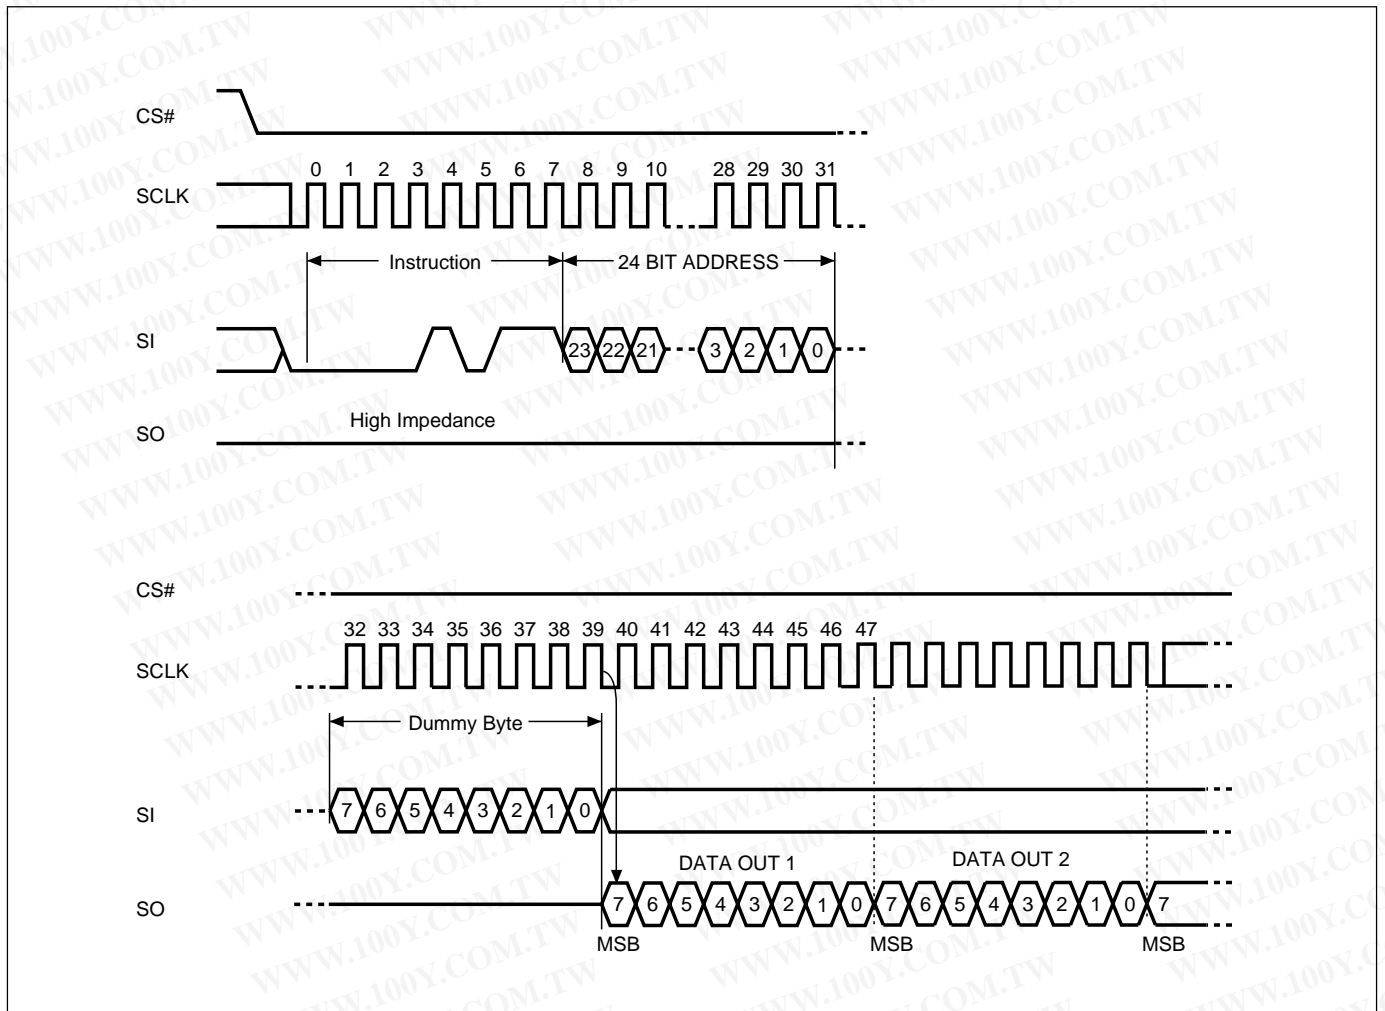 CS#
0 1 2 3 4 5 6 7 8 9 10 28 29 30 31
SCLK
Instruction 24 BIT ADDRESS
SI
23 22 21 3 2 1 0
High Impedance
SO
CS#
32 33 34 35 36 37 38 39 40 41 42 43 44 45 46 47
SCLK
Dummy Byte
SI
7 6 5 4 3 2 1 0
DATA OUT 1 DATA OUT 2
SO
7 6 5 4 3 2 1 0 7 6 5 4 3 2 1 0 7
MSB MSB MSB
WWW.100Y.COM.TW